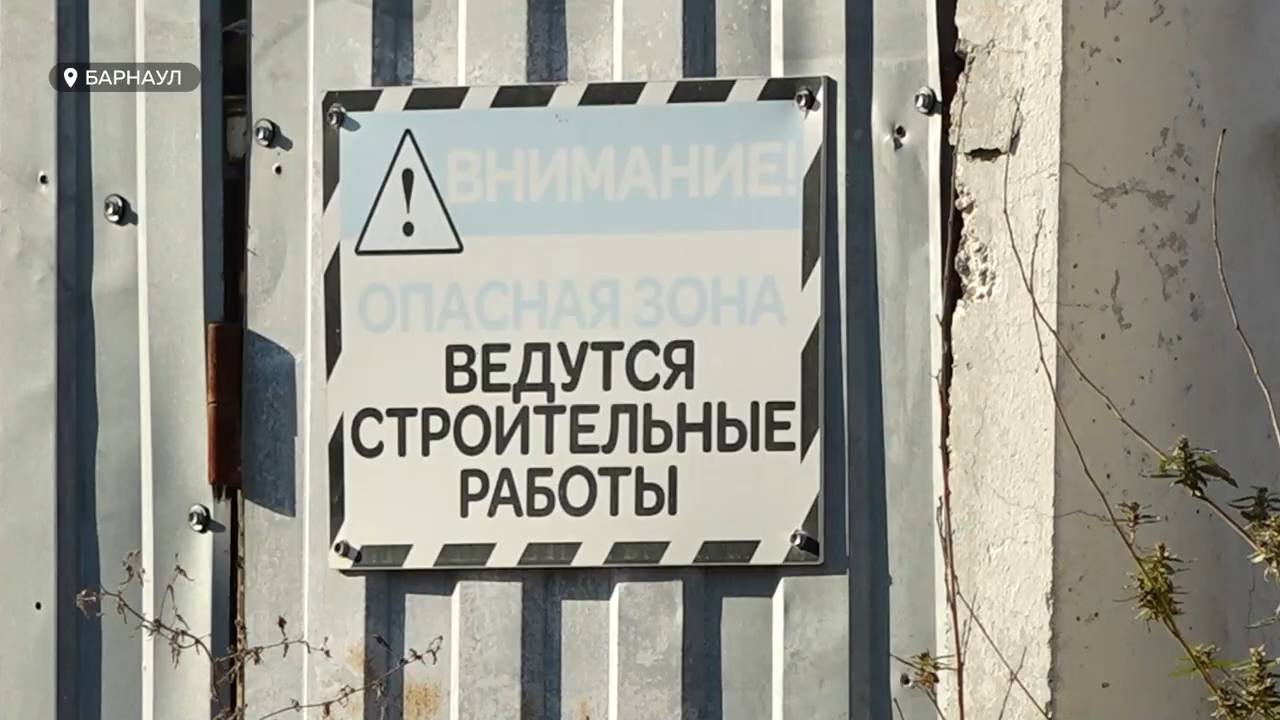 БАРНАУЛ
ВНИМАНИЕ!
ОПАСНАЯ ЗОНА
ВЕДУТСЯ
СТРОИТЕЛЬНЫЕ
РАБОТЫ